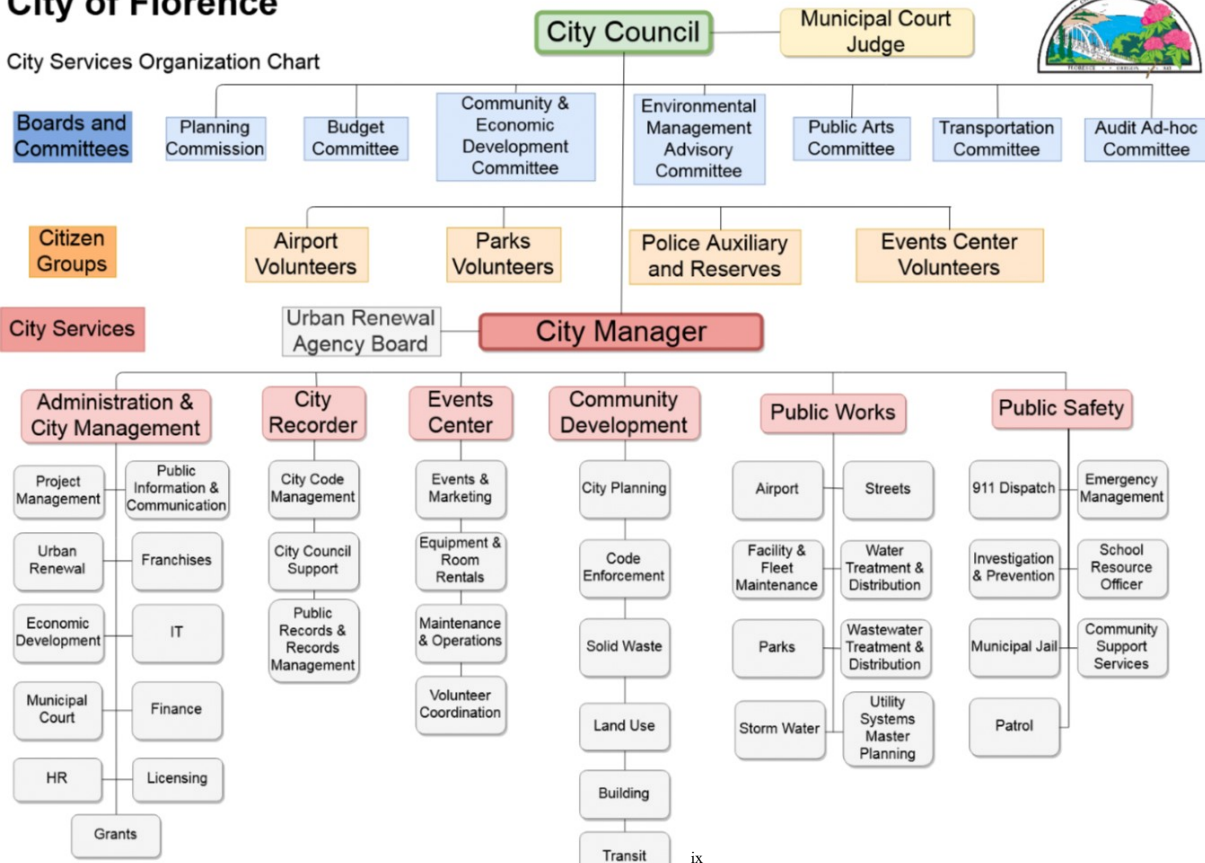 City of Florence
City Services Organization Chart
City Council
Municipal Court
Judge
FLORENCE
Boards and
Committees
Planning
Commission
Budget
Committee
Community &
Economic
Development
Committee
Environmental
Management
Advisory
Committee
Public Arts
Committee
Transportation
Committee
Audit Ad-hoc
Committee
Citizen
Groups
Airport
Volunteers
Parks
Volunteers
Police Auxiliary
and Reserves
Events Center
Volunteers
City Services
Urban Renewal
Agency Board
City Manager
Administration &
City Management
City
Recorder
Events
Center
Community
Development
Public Works
Public Safety
Project
Management
Public
Information &
Communication
Urban
Renewal
Franchises
Economic
Development
IT
Municipal
Court
Finance
HR
Licensing
Grants
City Code
Management
City Council
Support
Public
Records &
Records
Management
Events &
Marketing
Equipment &
Room
Rentals
Maintenance
& Operations
Volunteer
Coordination
City Planning
Code
Enforcement
Solid Waste
Land Use
Building
Transit
Airport
Streets
Facility &
Fleet
Maintenance
Water
Treatment &
Distribution
Parks
Wastewater
Treatment &
Distribution
Storm Water
Utility
Systems
Master
Planning
911 Dispatch
Emergency
Management
Investigation
& Prevention
School
Resource
Officer
Municipal Jail
Community
Support
Services
Patrol
ix